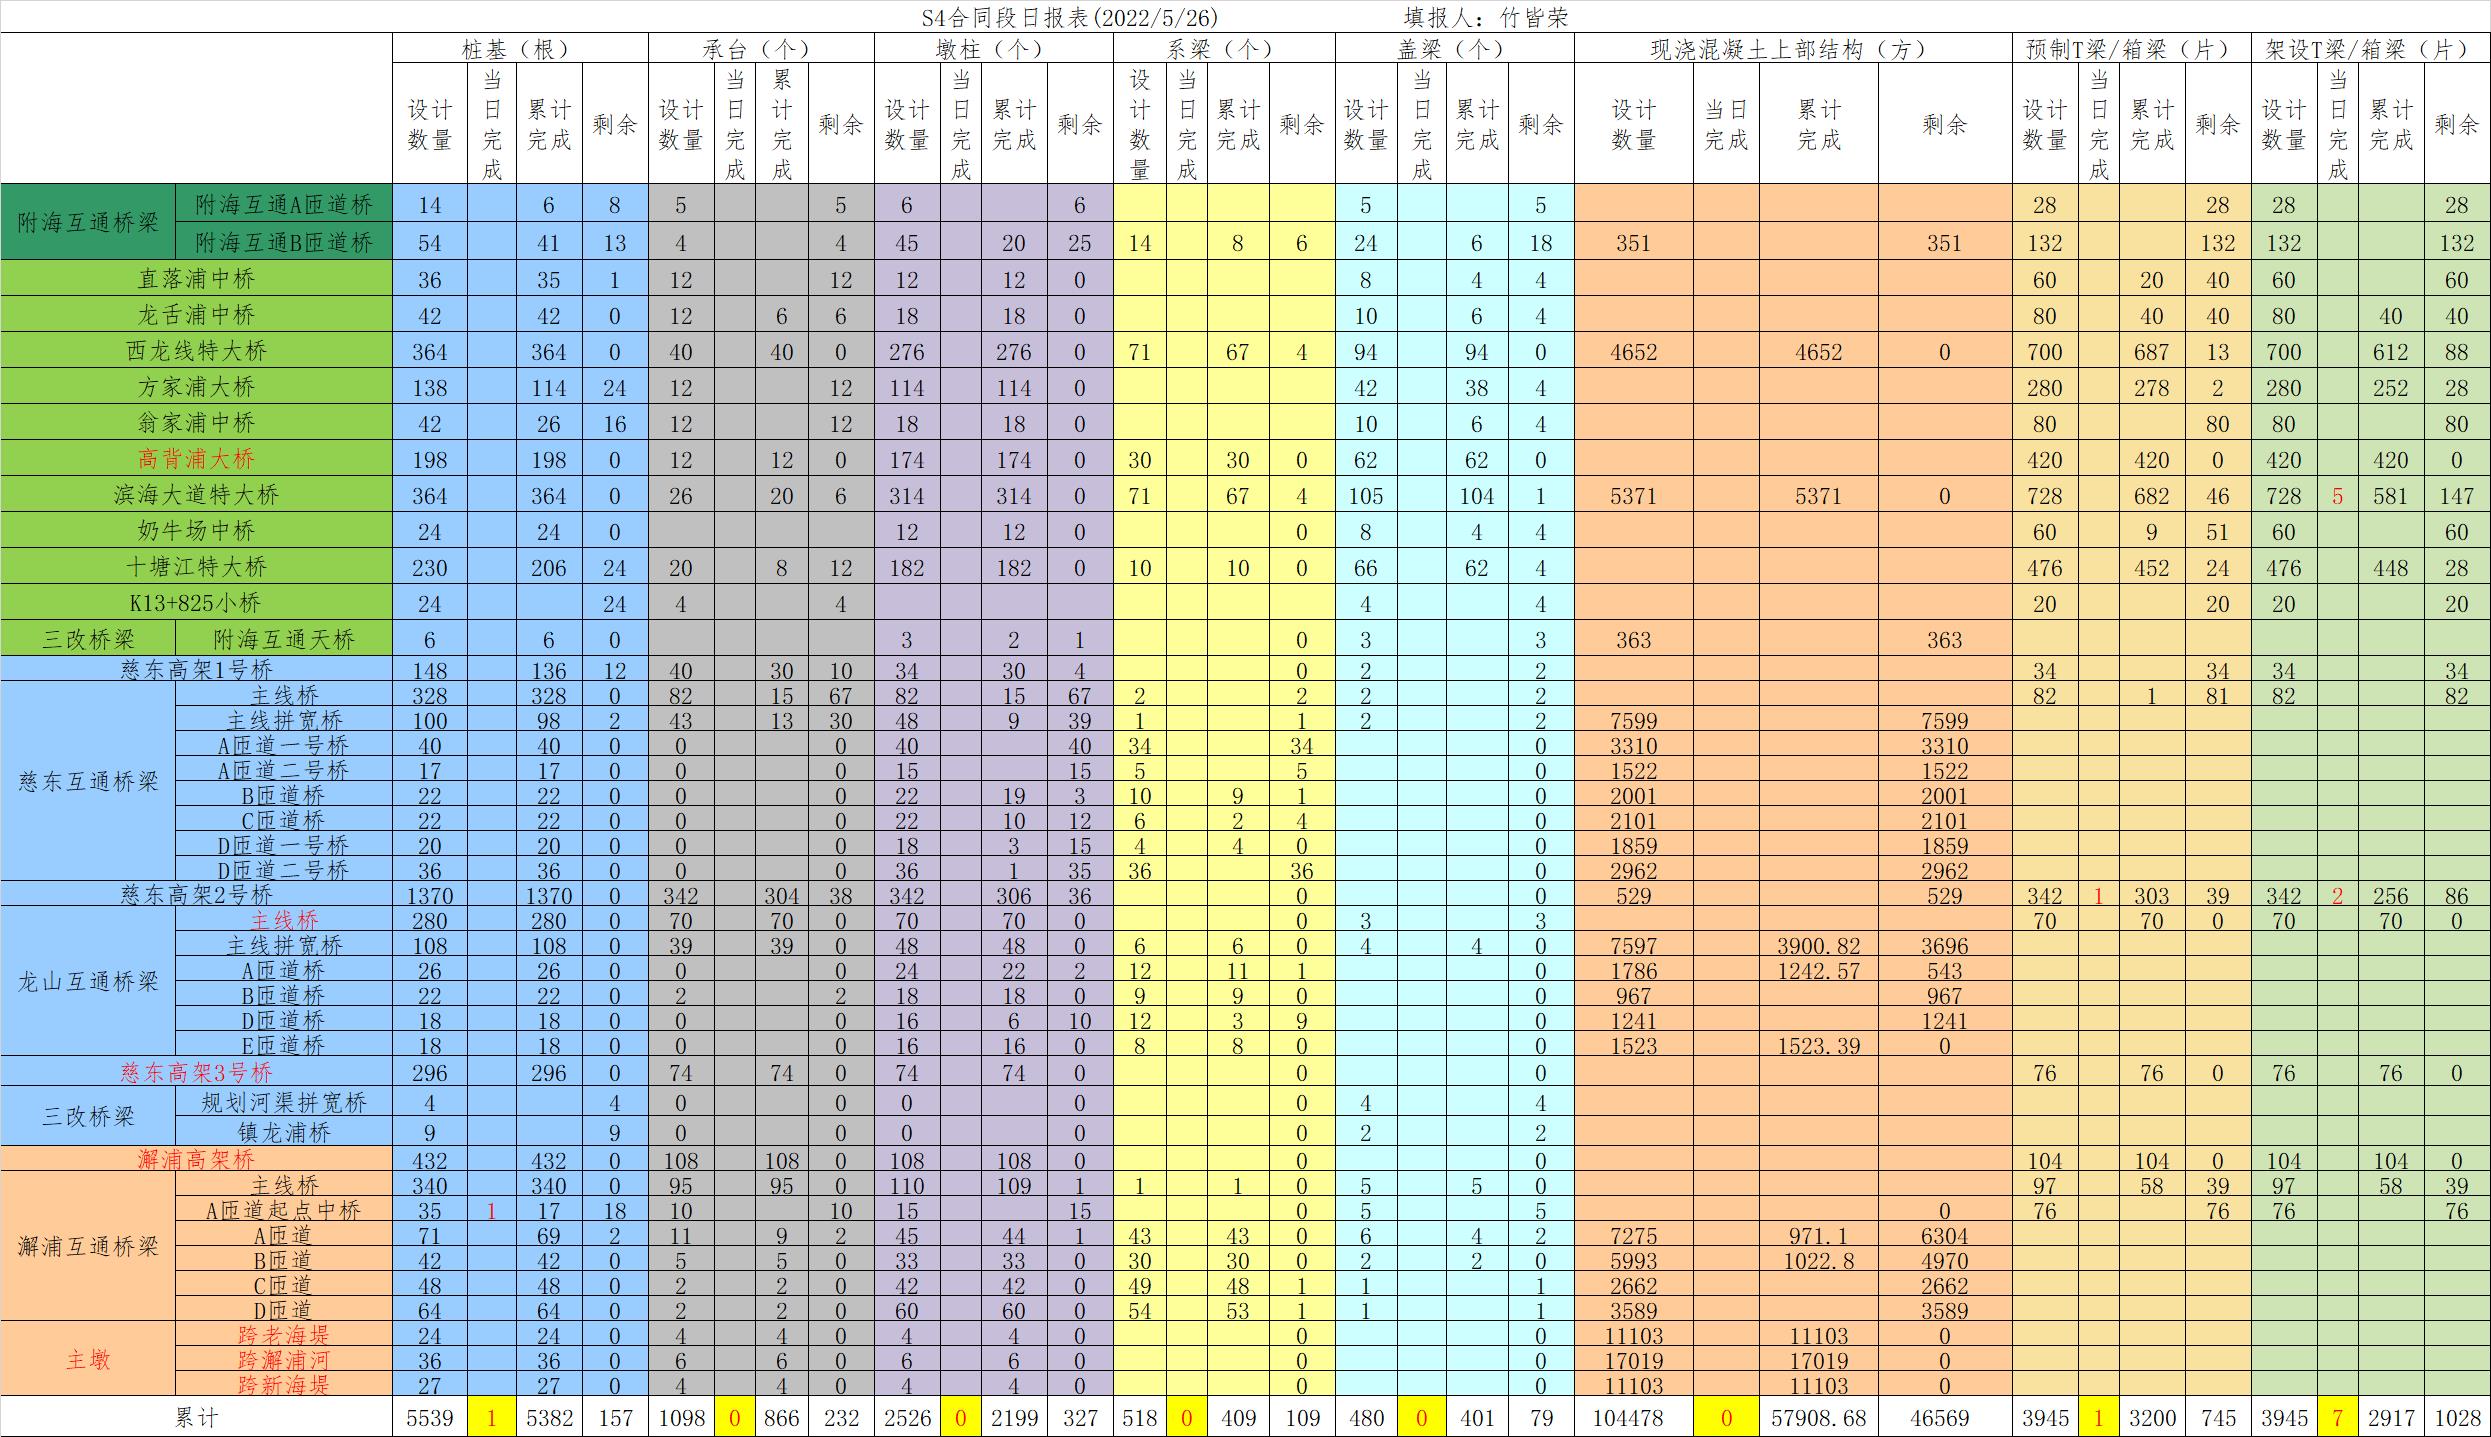 S4合同段日报表(2022/5/26) 填报人：竹皆荣
桩基（根） 承台（个） 墩柱（个） 系梁（个） 盖梁（个） 现浇混凝土上部结构（方） 预制T梁/箱梁（片） 架设T梁/箱梁（片）
设计数量 当日完成 累计完成 剩余 设计数量 当日完成 累计完成 剩余 设计数量 当日完成 累计完成 剩余 设计数量 当日完成 累计完成 剩余 设计数量 当日完成 累计完成 剩余 设计数量 当日完成 累计完成 剩余 设计数量 当日完成 累计完成 剩余 设计数量 当日完成 累计完成 剩余
附海互通桥梁 附海互通A匝道桥 14 6 8 5 5 6 6 5 5 28 28 28 28
附海互通B匝道桥 54 41 13 4 4 45 20 25 14 8 6 24 6 18 351 351 132 132 132 132
直落浦中桥 36 35 1 12 12 12 12 0 8 4 4 60 20 40 60 60
龙舌浦中桥 42 42 0 12 6 6 18 18 0 10 6 4 80 40 40 80 40 40
西龙线特大桥 364 364 0 40 40 0 276 276 0 71 67 4 94 94 0 4652 4652 0 700 687 13 700 612 88
方家浦大桥 138 114 24 12 12 114 114 0 42 38 4 280 278 2 280 252 28
翁家浦中桥 42 26 16 12 12 18 18 0 10 6 4 80 80 80 80
高背浦大桥 198 198 0 12 12 0 174 174 0 30 30 0 62 62 0 420 420 0 420 420 0
滨海大道特大桥 364 364 0 26 20 6 314 314 0 71 67 4 105 104 1 5371 5371 0 728 682 46 728 5 581 147
奶牛场中桥 24 24 0 12 12 0 0 8 4 4 60 9 51 60 60
十塘江特大桥 230 206 24 20 8 12 182 182 0 10 10 0 66 62 4 476 452 24 476 448 28
K13+825小桥 24 24 4 4 4 4 20 20 20 20
三改桥梁 附海互通天桥 6 6 0 3 2 1 0 3 3 363 363
慈东高架1号桥 148 136 12 40 30 10 34 30 4 0 2 2 34 34 34 34
慈东互通桥梁 主线桥 328 328 0 82 15 67 82 15 67 2 2 2 2 82 1 81 82 82
主线拼宽桥 100 98 2 43 13 30 48 9 39 1 1 2 2 7599 7599
A匝道一号桥 40 40 0 0 0 40 40 34 34 0 3310 3310
A匝道二号桥 17 17 0 0 0 15 15 5 5 0 1522 1522
B匝道桥 22 22 0 0 0 22 19 3 10 9 1 0 2001 2001
C匝道桥 22 22 0 0 0 22 10 12 6 2 4 0 2101 2101
D匝道一号桥 20 20 0 0 0 18 3 15 4 4 0 0 1859 1859
D匝道二号桥 36 36 0 0 0 36 1 35 36 36 0 2962 2962
慈东高架2号桥 1370 1370 0 342 304 38 342 306 36 0 0 529 529 342 1 303 39 342 2 256 86
龙山互通桥梁 主线桥 280 280 0 70 70 0 70 70 0 0 3 3 70 70 0 70 70 0
主线拼宽桥 108 108 0 39 39 0 48 48 0 6 6 0 4 4 0 7597 3900.82 3696
A匝道桥 26 26 0 0 0 24 22 2 12 11 1 0 1786 1242.57 543
B匝道桥 22 22 0 2 2 18 18 0 9 9 0 0 967 967
D匝道桥 18 18 0 0 0 16 6 10 12 3 9 0 1241 1241
E匝道桥 18 18 0 0 0 16 16 0 8 8 0 0 1523 1523.39 0
慈东高架3号桥 296 296 0 74 74 0 74 74 0 0 0 76 76 0 76 76 0
三改桥梁 规划河渠拼宽桥 4 4 0 0 0 0 0 4 4
镇龙浦桥 9 9 0 0 0 0 0 2 2
澥浦高架桥 432 432 0 108 108 0 108 108 0 0 0 104 104 0 104 104 0
澥浦互通桥梁 主线桥 340 340 0 95 95 0 110 109 1 1 1 0 5 5 0 97 58 39 97 58 39
A匝道起点中桥 35 1 17 18 10 10 15 15 0 5 5 0 76 76 76 76
A匝道 71 69 2 11 9 2 45 44 1 43 43 0 6 4 2 7275 971.1 6304
B匝道 42 42 0 5 5 0 33 33 0 30 30 0 2 2 0 5993 1022.8 4970
C匝道 48 48 0 2 2 0 42 42 0 49 48 1 1 1 2662 2662
D匝道 64 64 0 2 2 0 60 60 0 54 53 1 1 1 3589 3589
主墩 跨老海堤 24 24 0 4 4 0 4 4 0 0 0 11103 11103 0
跨澥浦河 36 36 0 6 6 0 6 6 0 0 0 17019 17019 0
跨新海堤 27 27 0 4 4 0 4 4 0 0 0 11103 11103 0
累计 5539 1 5382 157 1098 0 866 232 2526 0 2199 327 518 0 409 109 480 0 401 79 104478 0 57908.68 46569 3945 1 3200 745 3945 7 2917 1028